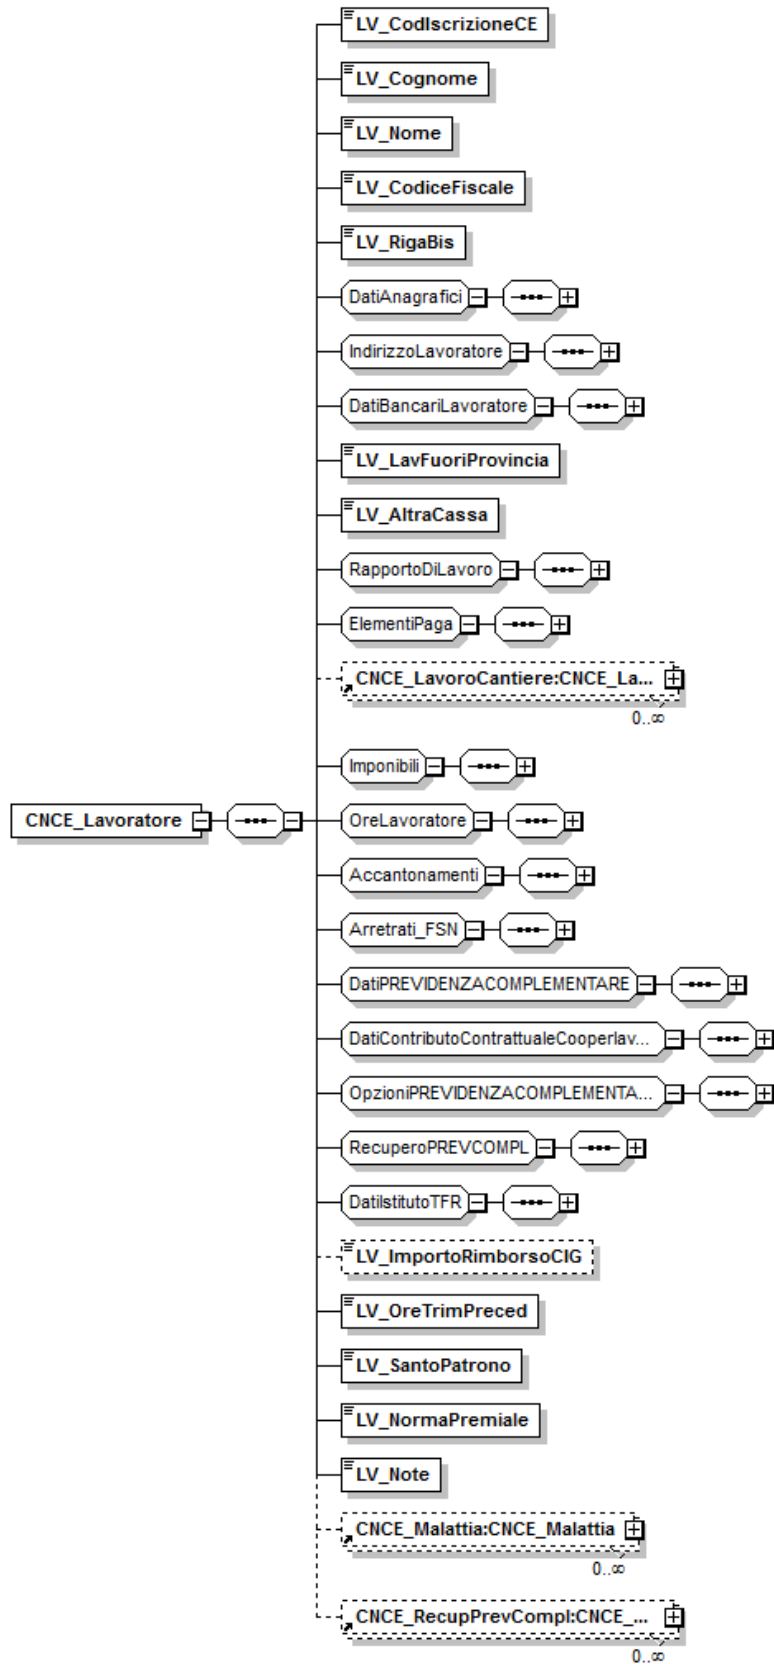 LV_CodIscrizioneCE
LV_Cognome
LV_Nome
LV_CodiceFiscale
LV_RigaBis
DatiAnagrafici
IndirizzoLavoratore
DatiBancariLavoratore
LV_LavFuoriProvincia
LV_AltraCassa
RapportoDiLavoro
ElementiPaga
CNCE_LavoroCantiere:CNCE_La...
0..∞
Imponibili
CNCE_Lavoratore
OreLavoratore
Accantonamenti
Arretrati_FSN
DatiPREVIDENZACOMPLEMENTARE
DatiContributoContrattualeCooperlav...
OpzioniPREVIDENZACOMPLEMENTA...
RecuperoPREVCOMPL
DatiIstitutoTFR
LV_ImportoRimborsoCIG
LV_OreTrimPreced
LV_SantoPatrono
LV_NormaPremiale
LV_Note
CNCE_Malattia:CNCE_Malattia
0..∞
CNCE_RecupPrevCompl:CNCE_...
0..∞